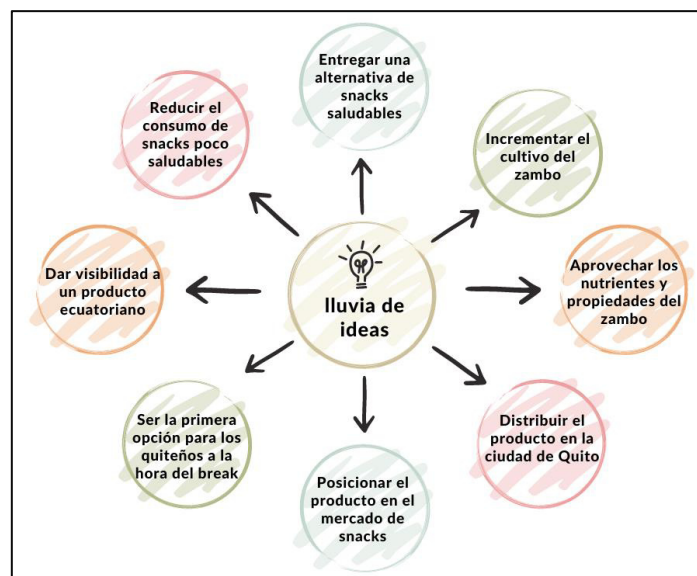 Entregar una
alternativa de
snacks
saludables
Reducir el
consumo de
snacks poco
saludables
Incrementar el
cultivo del
zambo
Dar visibilidad a
un producto
ecuatoriano
lluvia de
ideas
Aprovechar los
nutrientes y
propiedades del
zambo
Ser la primera
opción para los
quiteños a la
hora del break
Distribuir el
producto en la
ciudad de Quito
Posicionar el
producto en el
mercado de
snacks